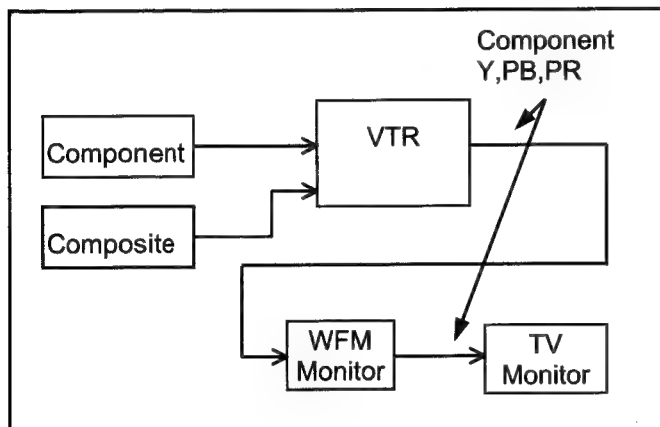 Component
Y,PB,PR
VTR
Component
Composite
WFM
Monitor
TV
Monitor